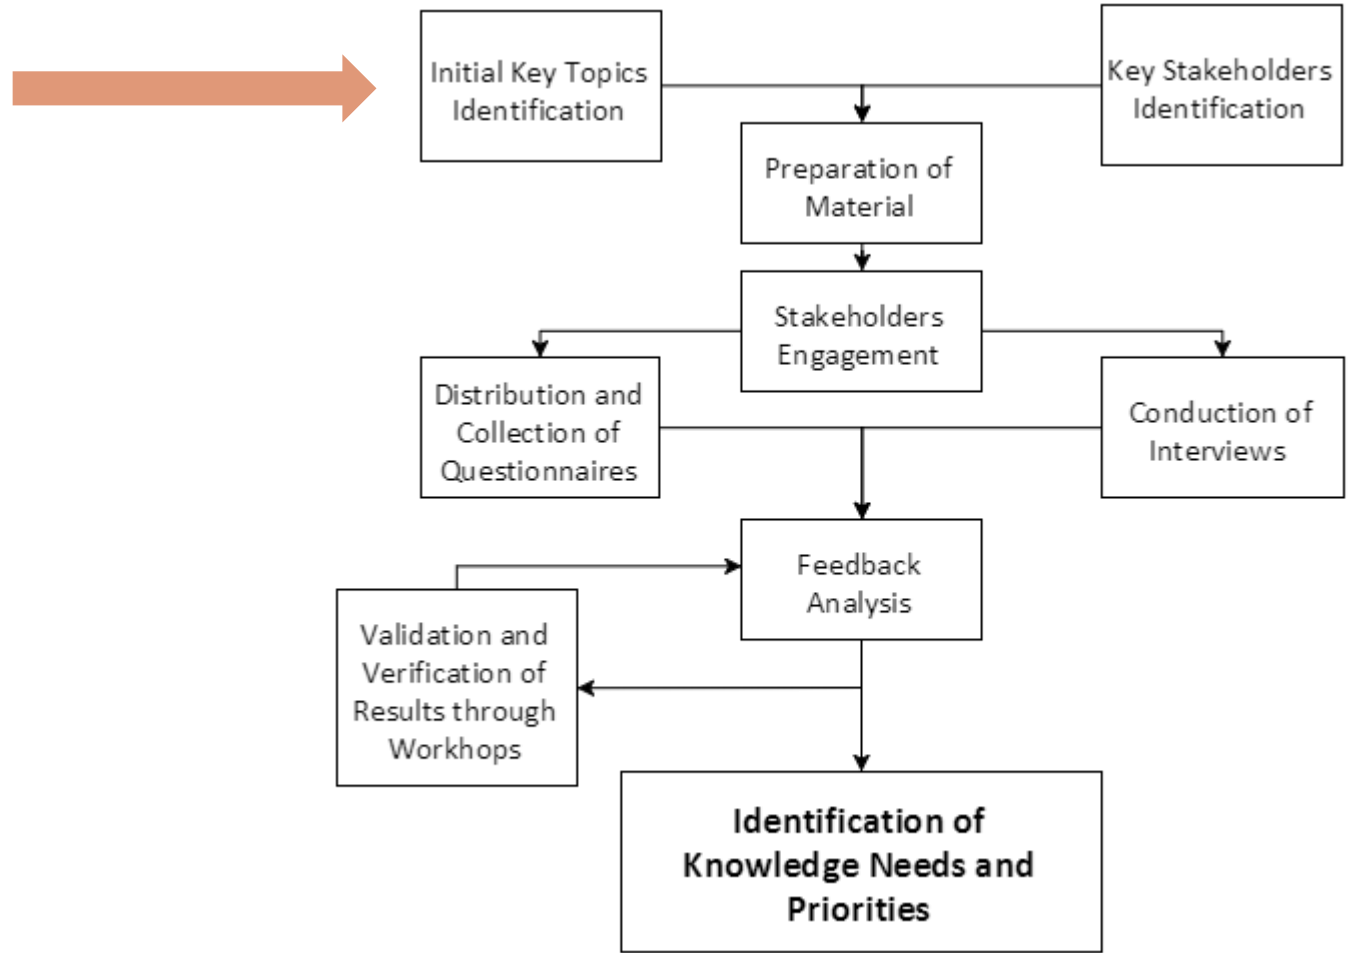 Initial Key Topics
Identification
Key Stakeholders
Identification
Preparation of
Material
Stakeholders
Engagement
Distribution and
Collection of
Questionnaires
Conduction of
Interviews
Feedback
Analysis
Validation and
Verification of
Results through
Workhops
Identification of
Knowledge Needs and
Priorities